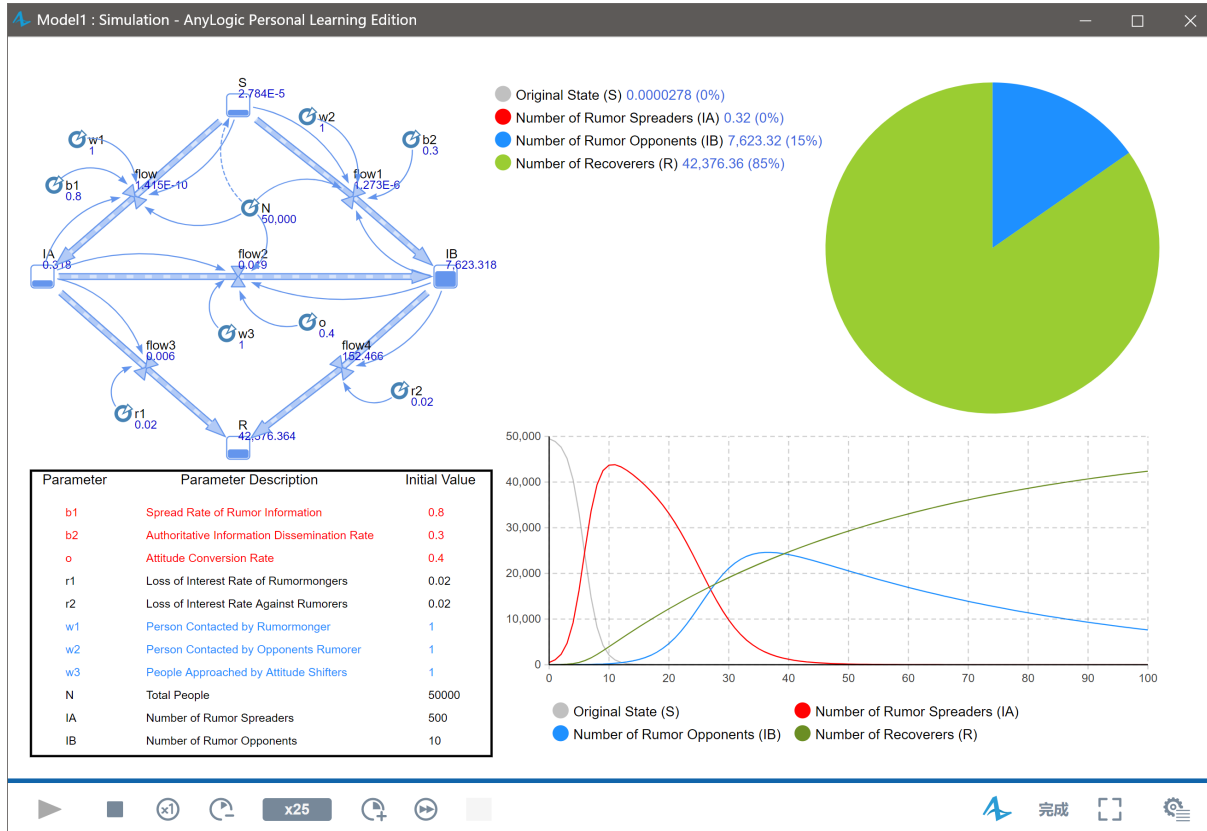 Model1 : Simulation - AnyLogic Personal Learning Edition
S
2.784E-5
w2
1
w1
1
b2
0.3
flow
1.415E-10
flow1
1.273E-6
b1
0.8
N
50,000
IA
0.318
flow2
0.049
IB
7,623.318
w3
1
o
0.4
flow3
0.006
flow4
152.466
r1
0.02
r2
0.02
R
42,376.364
Original State (S) 0.0000278 (0%)
Number of Rumor Spreaders (IA) 0.32 (0%)
Number of Rumor Opponents (IB) 7,623.32 (15%)
Number of Recoverers (R) 42,376.36 (85%)
Parameter Parameter Description Initial Value
b1 Spread Rate of Rumor Information 0.8
b2 Authoritative Information Dissemination Rate 0.3
o Attitude Conversion Rate 0.4
r1 Loss of Interest Rate of Rumormongers 0.02
r2 Loss of Interest Rate Against Rumorers 0.02
w1 Person Contacted by Rumormonger 1
w2 Person Contacted by Opponents Rumorer 1
w3 People Approached by Attitude Shifters 1
N Total People 50000
IA Number of Rumor Spreaders 500
IB Number of Rumor Opponents 10
50,000
40,000
30,000
20,000
10,000
0
0 10 20 30 40 50 60 70 80 90 100
Original State (S) Number of Rumor Spreaders (IA)
Number of Rumor Opponents (IB) Number of Recoverers (R)
x1 x25 完成